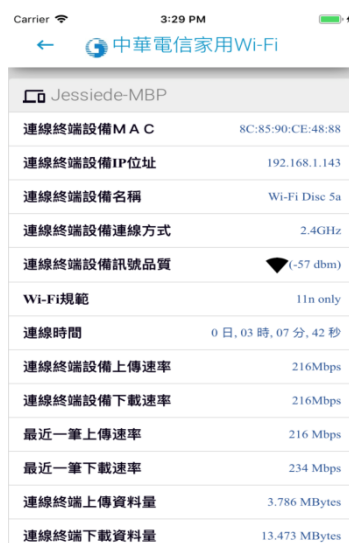 Carrier 3:29 PM
中華電信家用Wi-Fi
Jessiede-MBP
連線終端設備MAC 8C:85:90:CE:48:88
連線終端設備IP位址 192.168.1.143
連線終端設備名稱 Wi-Fi Disc 5a
連線終端設備連線方式 2.4GHz
連線終端設備訊號品質 (-57 dbm)
Wi-Fi規範 11n only
連線時間 0 日, 03 時, 07 分, 42 秒
連線終端設備上傳速率 216Mbps
連線終端設備下載速率 216Mbps
最近一筆上傳速率 216 Mbps
最近一筆下載速率 234 Mbps
連線終端上傳資料量 3.786 MBytes
連線終端下載資料量 13.473 MBytes